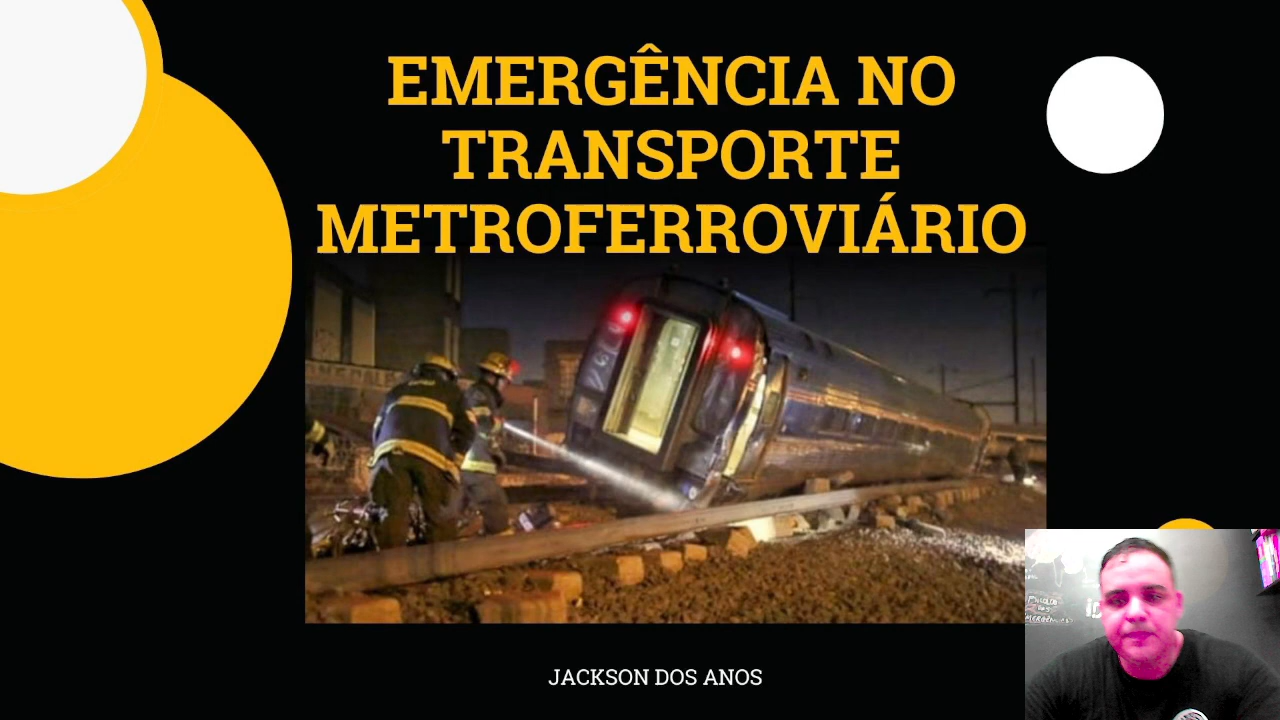 EMERGÊNCIA NO
TRANSPORTE
METROFERROVIÁRIO
JACKSON DOS ANOS